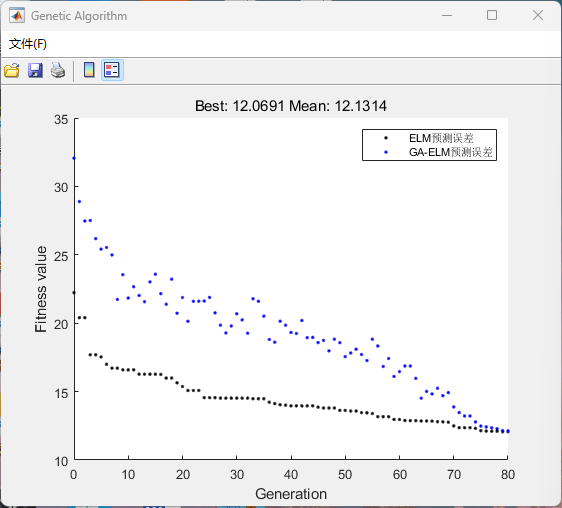 Genetic Algorithm
文件(F)
Best: 12.0691 Mean: 12.1314
35
30
25
20
15
10
Fitness value
ELM预测误差
GA-ELM预测误差
0 10 20 30 40 50 60 70 80
Generation